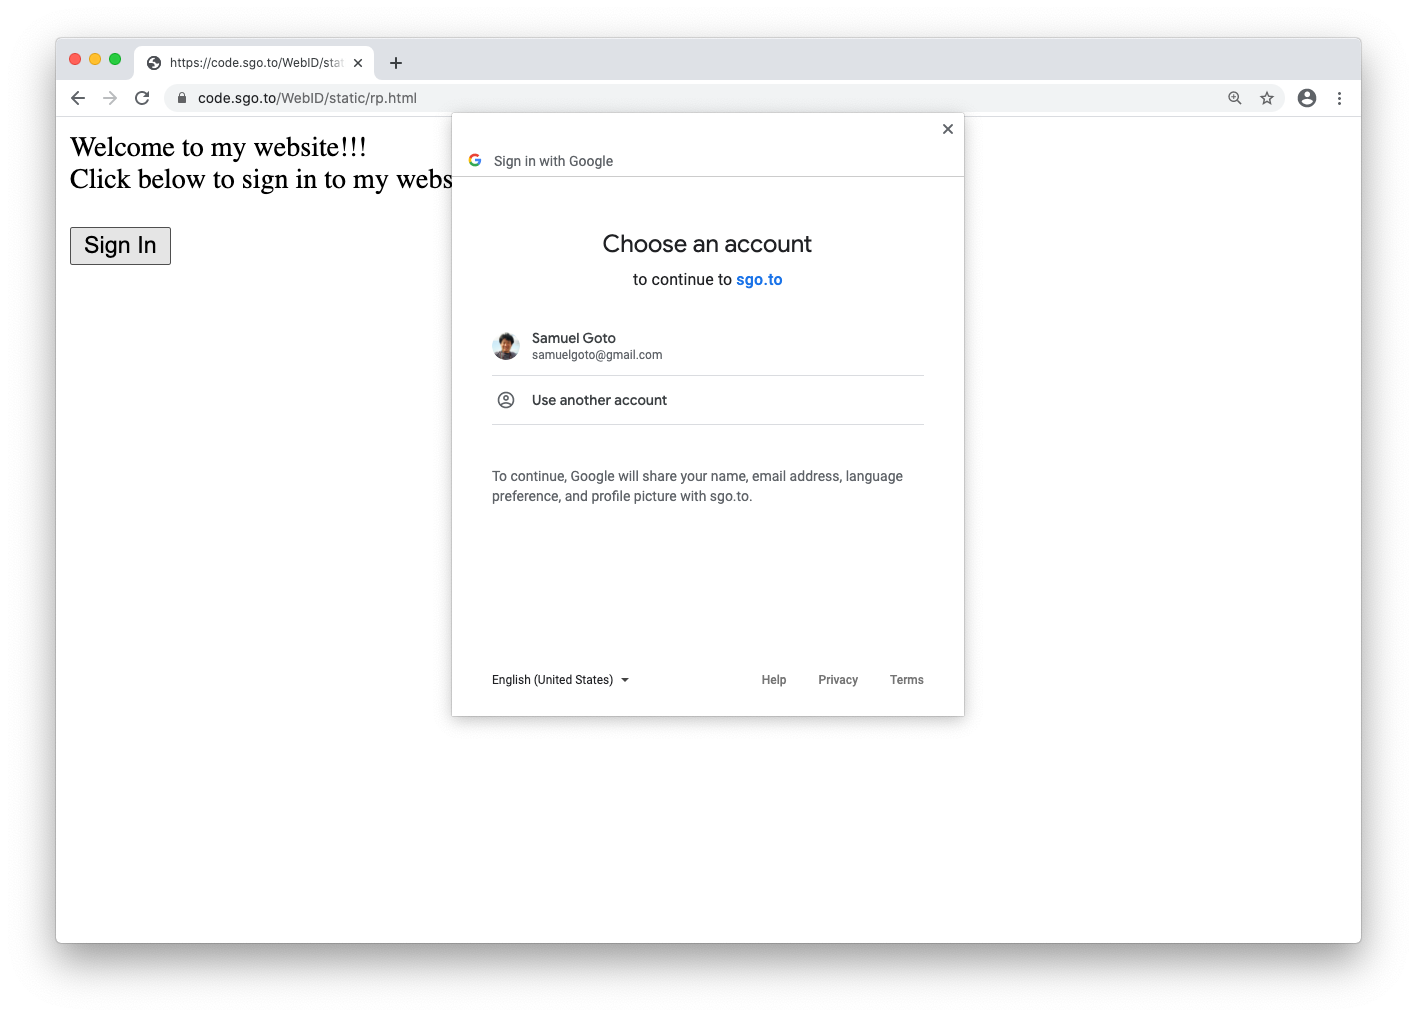 https://code.sgo.to/WebID/stat
code.sgo.to/WebID/static/rp.html
Welcome to my website!!!
Click below to sign in to my webs
Sign In
Sign in with Google
Choose an account
to continue to sgo.to
Samuel Goto
samuelgoto@gmail.com
Use another account
To continue, Google will share your name, email address, language
preference, and profile picture with sgo.to.
English (United States) Help Privacy Terms